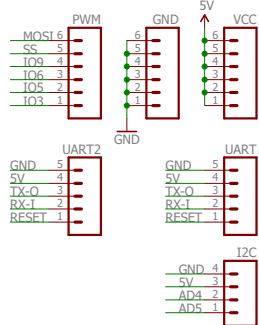 5V
PWM GND VCC
MOSI 6 6 6
SS 5 5 5
IO9 4 4 4
IO6 3 3 3
IO5 2 2 2
IO3 1 1 1
GND
UART2 UART
GND 5 GND 5
5V 4 5V 4
TX-O 3 TX-O 3
RX-I 2 RX-I 2
RESET 1 RESET 1
I2C
GND 4
5V 3
AD4 2
AD5 1